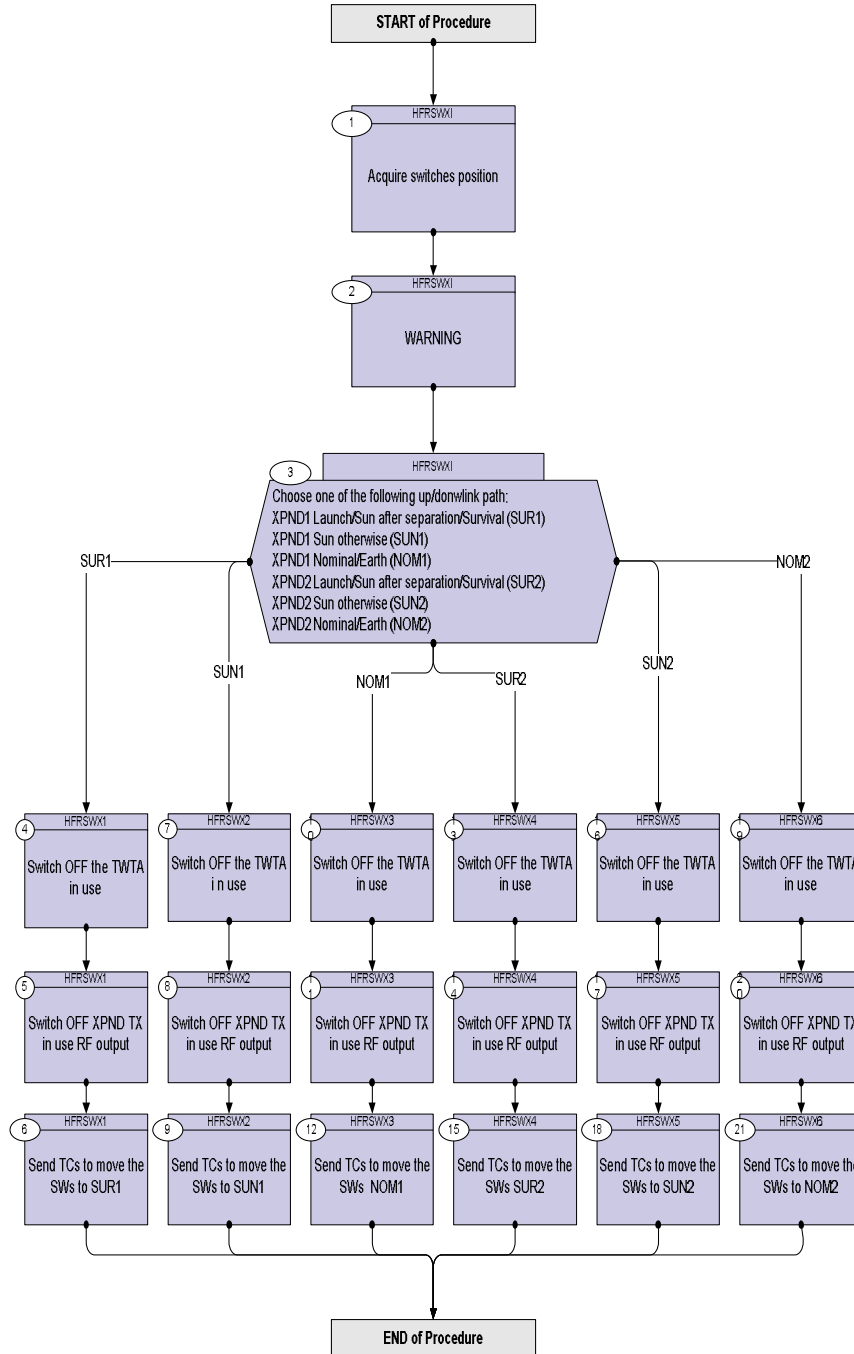 START of Procedure
HFRSWXI
1
Acquire switches position
HFRSWXI
2
WARNING
HFRSWXI
3
Choose one of the following up/donwlink path:
XPND1 Launch/Sun after separation/Survival (SUR1)
XPND1 Sun otherwise (SUN1)
XPND1 Nominal/Earth (NOM1)
XPND2 Launch/Sun after separation/Survival (SUR2)
XPND2 Sun otherwise (SUN2)
XPND2 Nominal/Earth (NOM2)
SUR1
SUN1
NOM1
SUR2
SUN2
NOM2
HFRSWX1
4
Switch OFF the TWTA
in use
HFRSWX2
7
Switch OFF the TWTA
i n use
HFRSWX3
10
Switch OFF the TWTA
in use
HFRSWX4
13
Switch OFF the TWTA
in use
HFRSWX5
16
Switch OFF the TWTA
in use
HFRSWX6
19
Switch OFF the TWTA
in use
HFRSWX1
5
Switch OFF XPND TX
in use RF output
HFRSWX2
8
Switch OFF XPND TX
in use RF output
HFRSWX3
11
Switch OFF XPND TX
in use RF output
HFRSWX4
14
Switch OFF XPND TX
in use RF output
HFRSWX5
17
Switch OFF XPND TX
in use RF output
HFRSWX6
20
Switch OFF XPND TX
in use RF output
HFRSWX1
6
Send TCs to move the
SWs to SUR1
HFRSWX2
9
Send TCs to move the
SWs to SUN1
HFRSWX3
12
Send TCs to move the
SWs NOM1
HFRSWX4
15
Send TCs to move the
SWs SUR2
HFRSWX5
18
Send TCs to move the
SWs to SUN2
HFRSWX6
21
Send TCs to move the
SWs to NOM2
END of Procedure